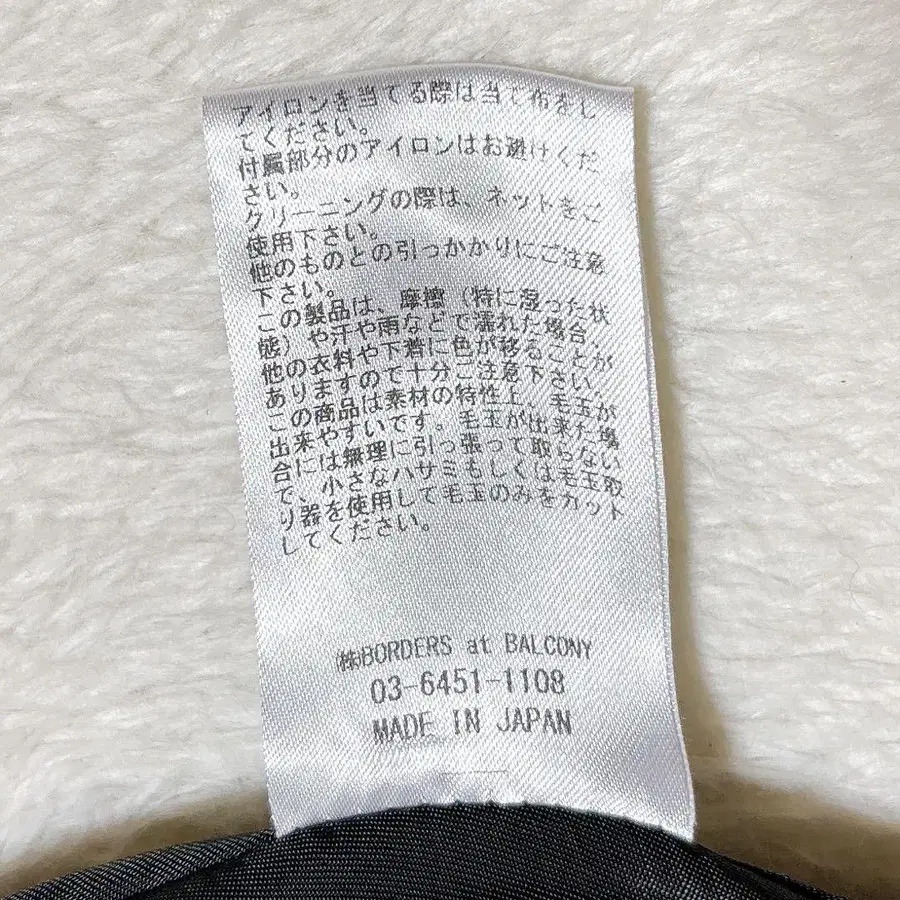 アイロンを当てる際は当て布をし
てください。
付属部分のアイロンはお避けくだ
さい。
クリーニングの際は、ネットをご
使用下さい。
他のものとの引っかかりにご注意
下さい。
この製品は、摩擦（特に湿った状
態）や汗や雨などで濡れた場合、
他の衣料や下着に色が移ることが
ありますので十分ご注意下さい。
この商品は素材の特性上、毛玉が
出来やすいです。毛玉が出来た場
合には無理に引っ張って取らない
で、小さなハサミもしくは毛玉取
り器を使用して毛玉のみをカット
してください。
㈱BORDERS at BALCONY
03-6451-1108
MADE IN JAPAN